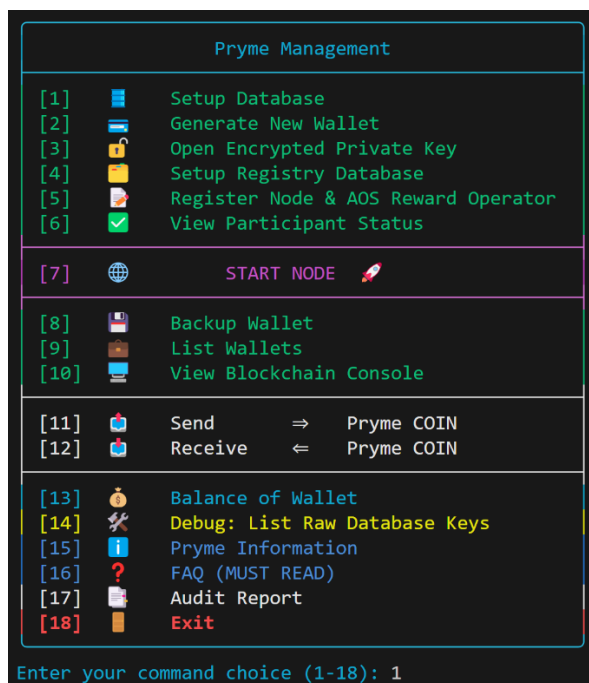 Pryme Management
[1] Setup Database
[2] Generate New Wallet
[3] Open Encrypted Private Key
[4] Setup Registry Database
[5] Register Node & AOS Reward Operator
[6] View Participant Status
[7] START NODE
[8] Backup Wallet
[9] List Wallets
[10] View Blockchain Console
[11] Send ⇒ Pryme COIN
[12] Receive ⇐ Pryme COIN
[13] Balance of Wallet
[14] Debug: List Raw Database Keys
[15] Pryme Information
[16] FAQ (MUST READ)
[17] Audit Report
[18] Exit
Enter your command choice (1-18): 1